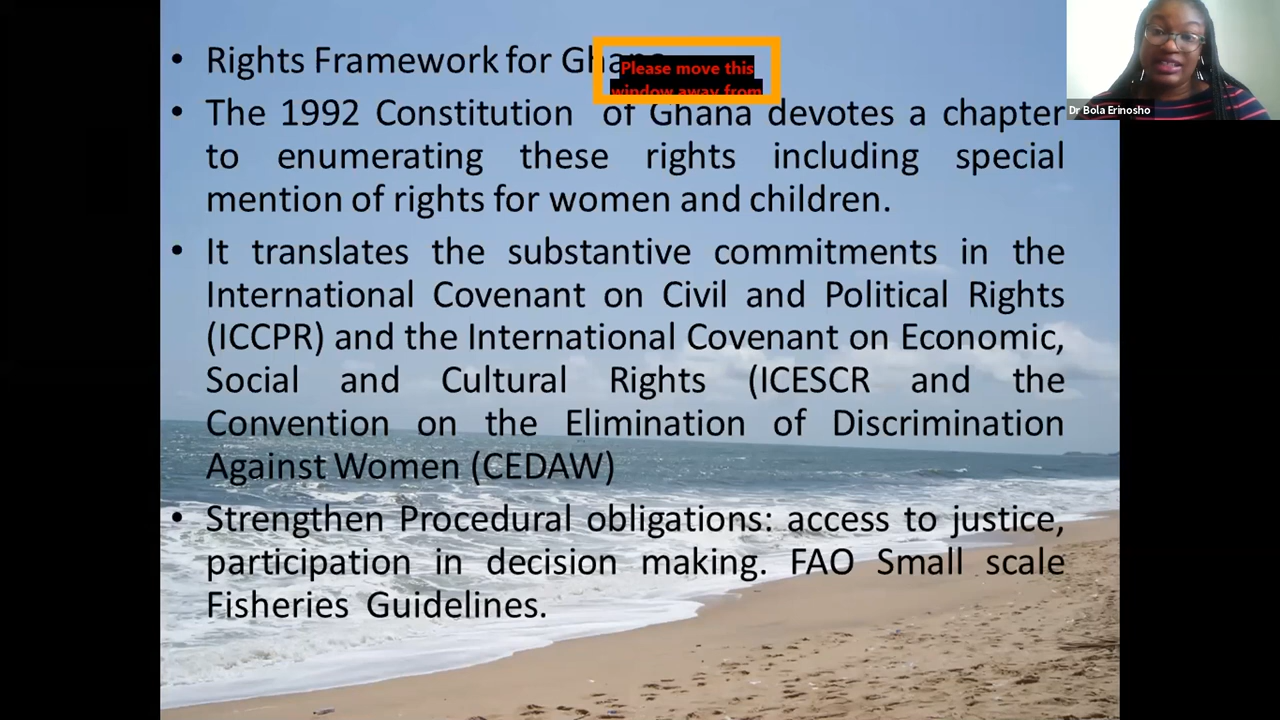 • Rights Framework for Ghana
Please move this
window away from
Dr Bola Erinosho
• The 1992 Constitution of Ghana devotes a chapter
to enumerating these rights including special
mention of rights for women and children.
• It translates the substantive commitments in the
International Covenant on Civil and Political Rights
(ICCPR) and the International Covenant on Economic,
Social and Cultural Rights (ICESCR and the
Convention on the Elimination of Discrimination
Against Women (CEDAW)
• Strengthen Procedural obligations: access to justice,
participation in decision making. FAO Small scale
Fisheries Guidelines.